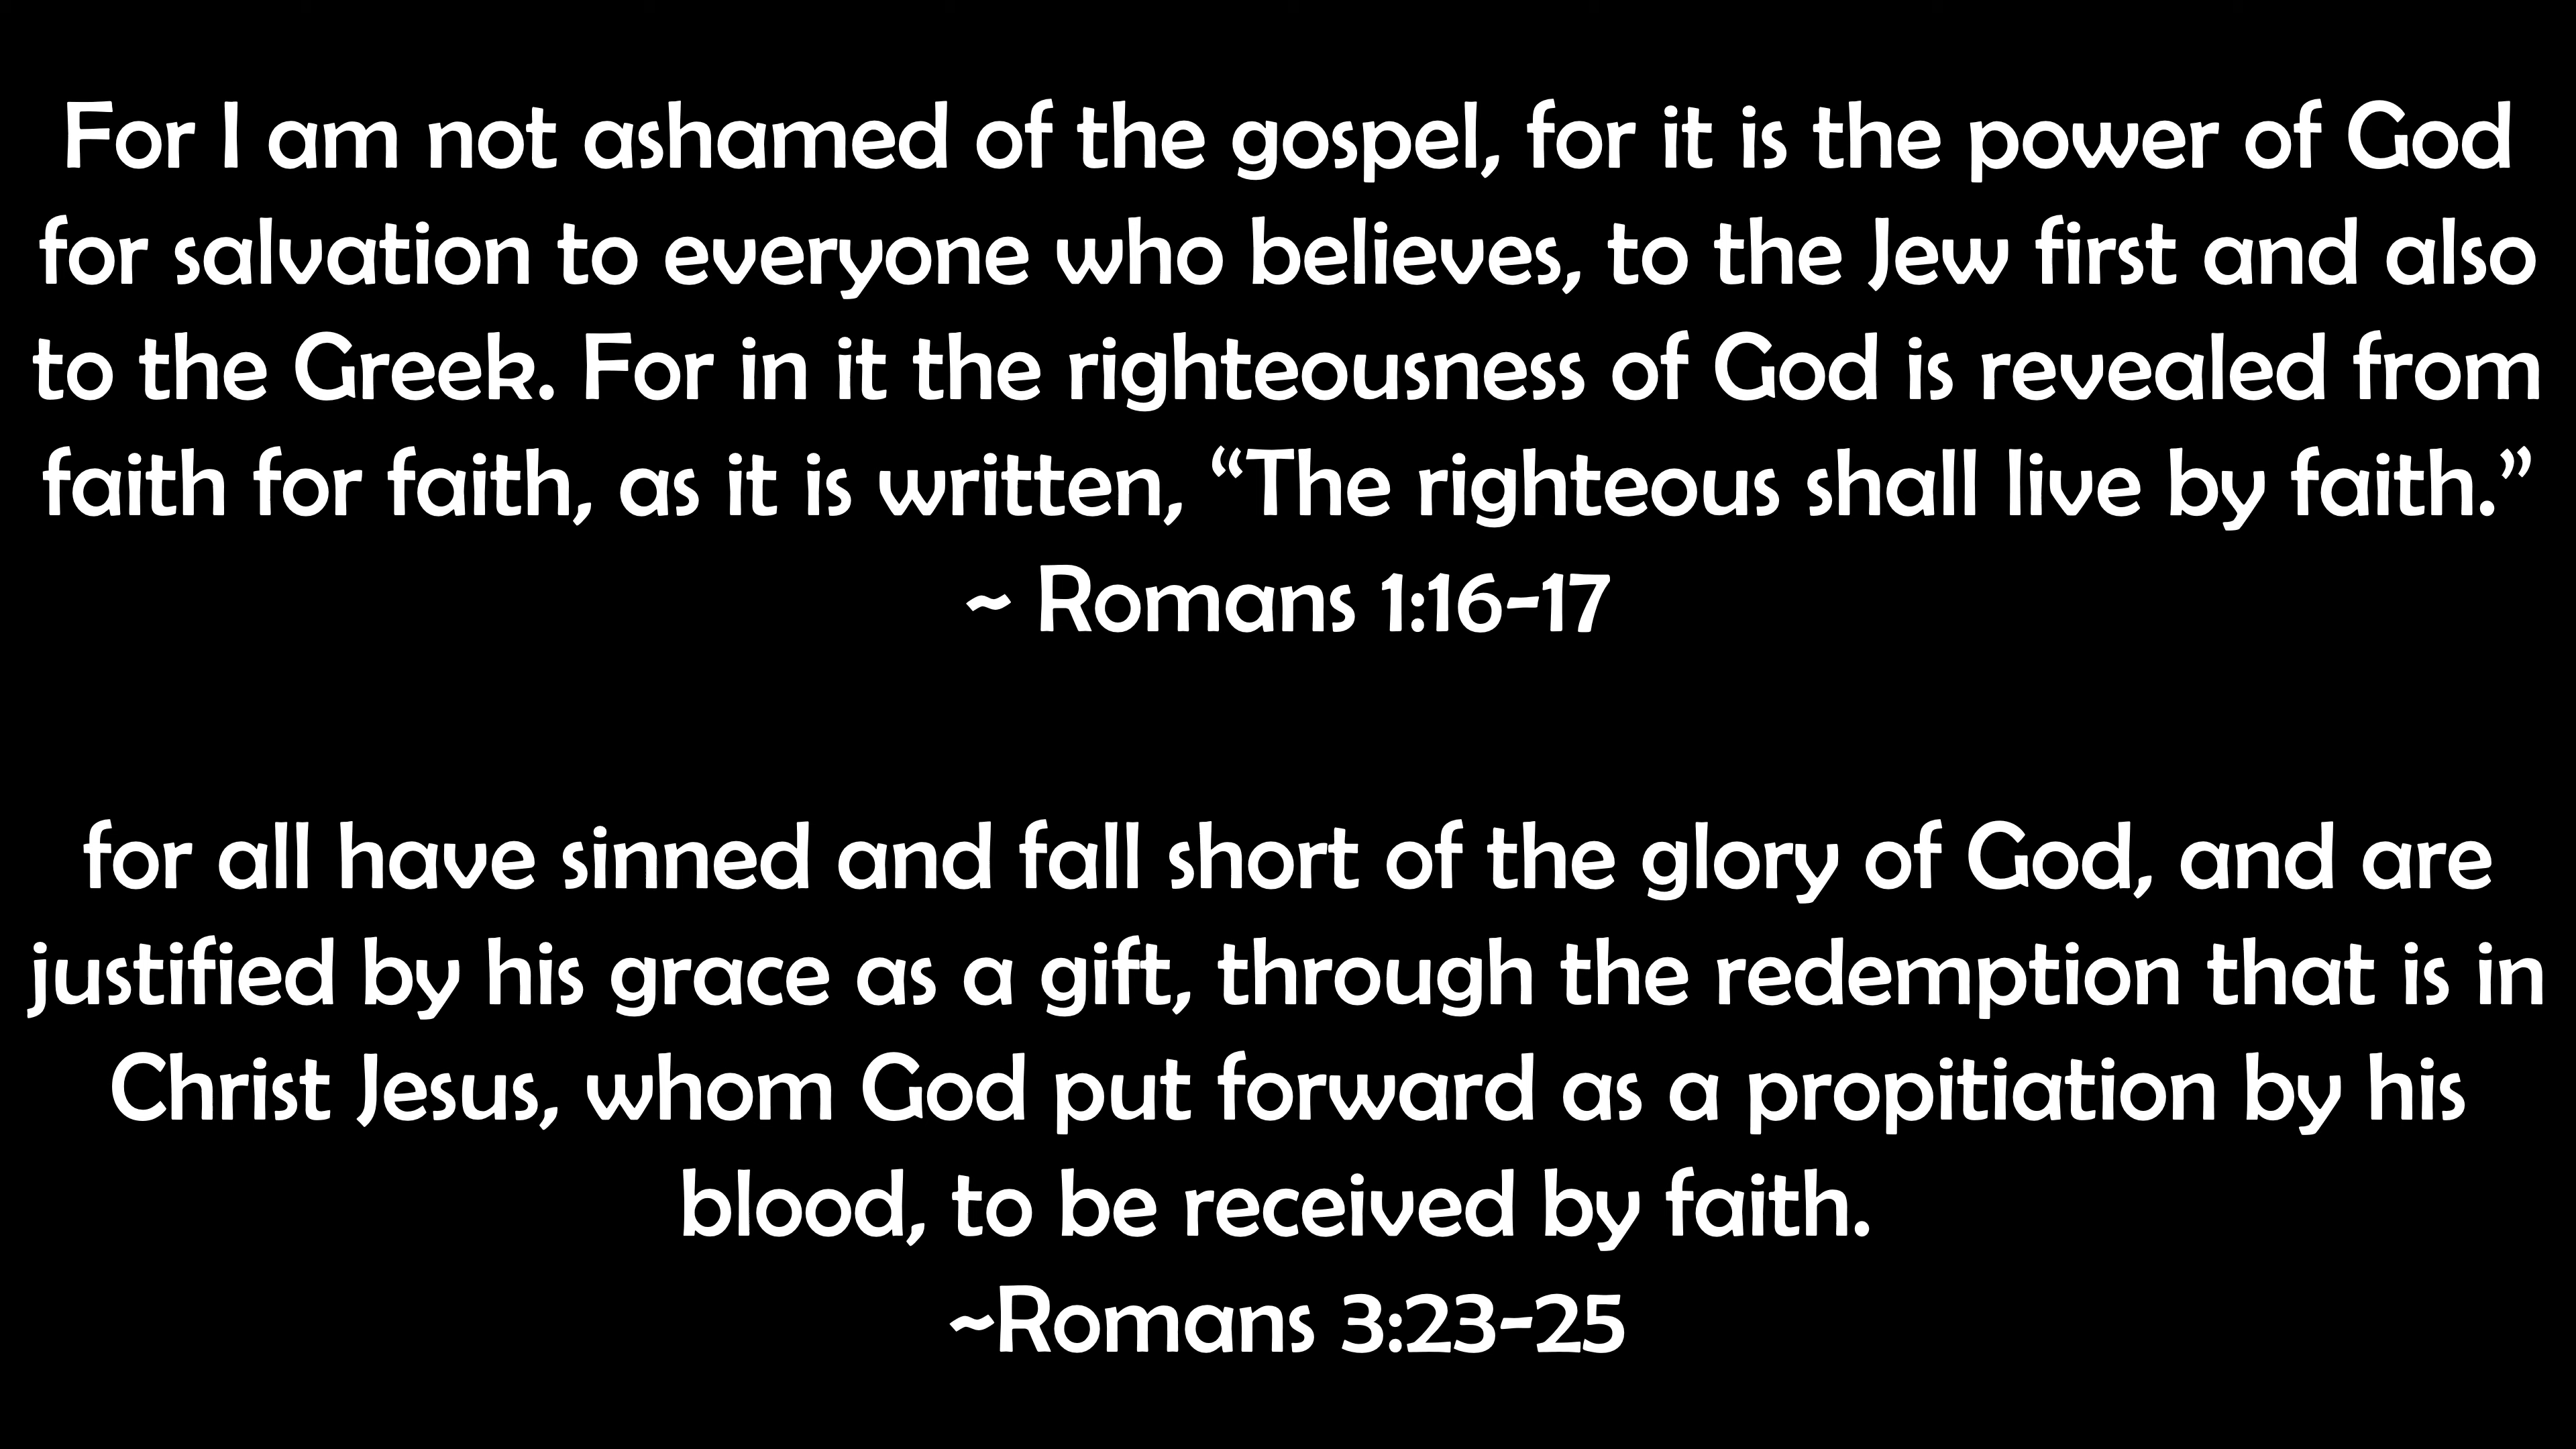 For I am not ashamed of the gospel, for it is the power of God
for salvation to everyone who believes, to the Jew first and also
to the Greek. For in it the righteousness of God is revealed from
faith for faith, as it is written, “The righteous shall live by faith.”
~ Romans 1:16-17
for all have sinned and fall short of the glory of God, and are
justified by his grace as a gift, through the redemption that is in
Christ Jesus, whom God put forward as a propitiation by his
blood, to be received by faith.
~Romans 3:23-25